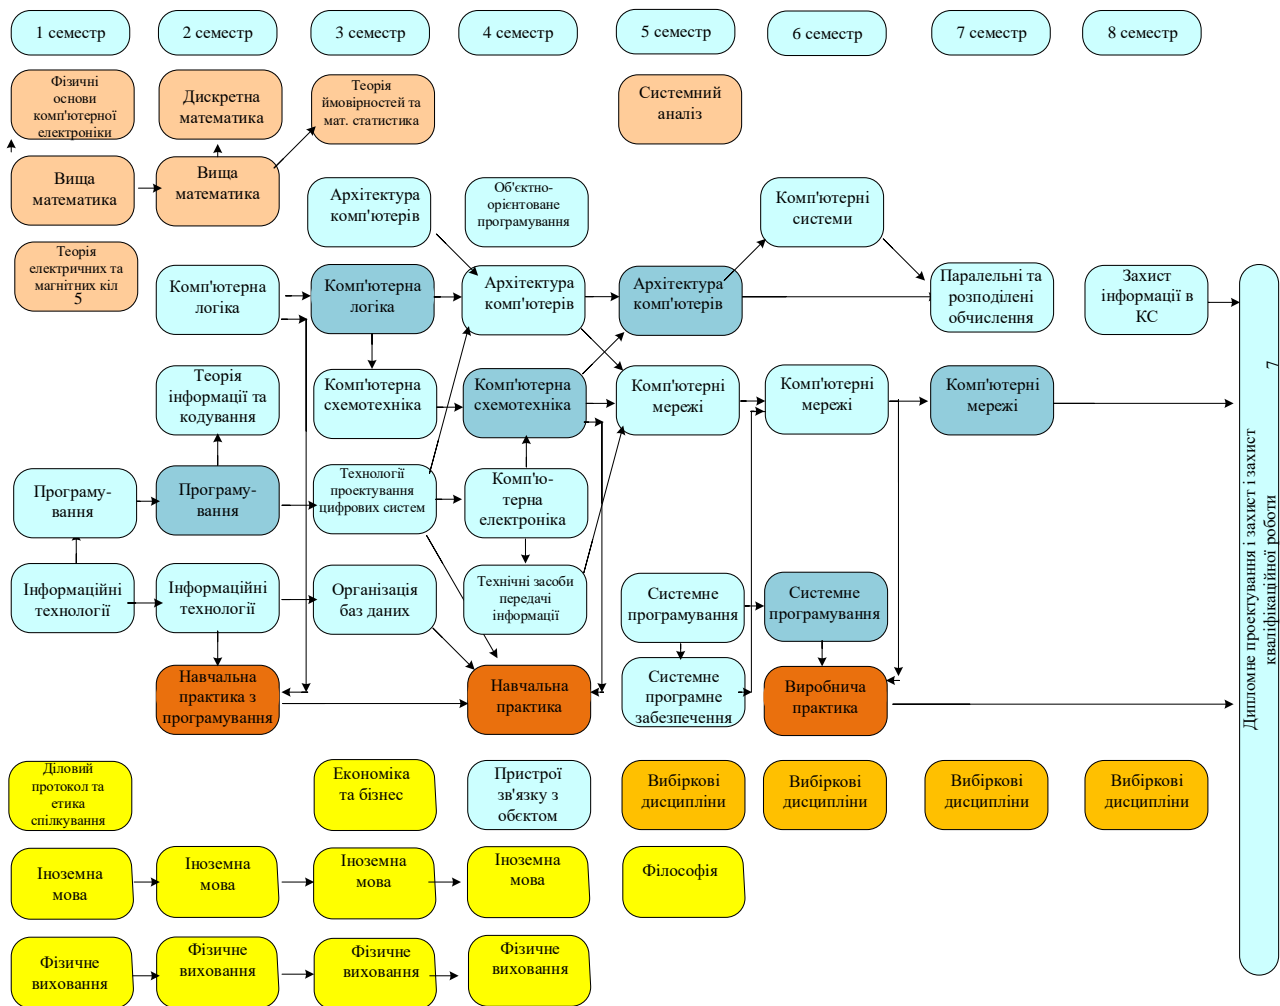 1 семестр
2 семестр
3 семестр
4 семестр
5 семестр
6 семестр
7 семестр
8 семестр
Фізичні
основи
комп'ютерної
електроніки
Дискретна
математика
Теорія
ймовірностей та
мат. статистика
Системний
аналіз
Вища
математика
Вища
математика
Архітектура
комп'ютерів
Об'єктно-
орієнтоване
програмування
Комп'ютерні
системи
Теорія
електричних та
магнітних кіл
5
Комп'ютерна
логіка
Комп'ютерна
логіка
Архітектура
комп'ютерів
Архітектура
комп'ютерів
Паралельні та
розподілені
обчислення
Захист
інформації в
КС
Теорія
інформації та
кодування
Комп'ютерна
схемотехніка
Комп'ютерна
схемотехніка
Комп'ютерні
мережі
Комп'ютерні
мережі
Комп'ютерні
мережі
Програму-
вання
Програму-
вання
Технології
проектування
цифрових систем
Комп'ю-
терна
електроніка
Інформаційні
технології
Інформаційні
технології
Організація
баз даних
Технічні засоби
передачі
інформації
Системне
програмування
Системне
програмування
Навчальна
практика з
програмування
Навчальна
практика
Системне
програмне
забезпечення
Виробнича
практика
Діловий
протокол та
етика
спілкування
Економіка
та бізнес
Пристрої
зв'язку з
обєктом
Вибіркові
дисципліни
Вибіркові
дисципліни
Вибіркові
дисципліни
Вибіркові
дисципліни
Іноземна
мова
Іноземна
мова
Іноземна
мова
Іноземна
мова
Філософія
Фізичне
виховання
Фізичне
виховання
Фізичне
виховання
Фізичне
виховання
Дипломне проектування і захист і захист
кваліфікаційної роботи 7